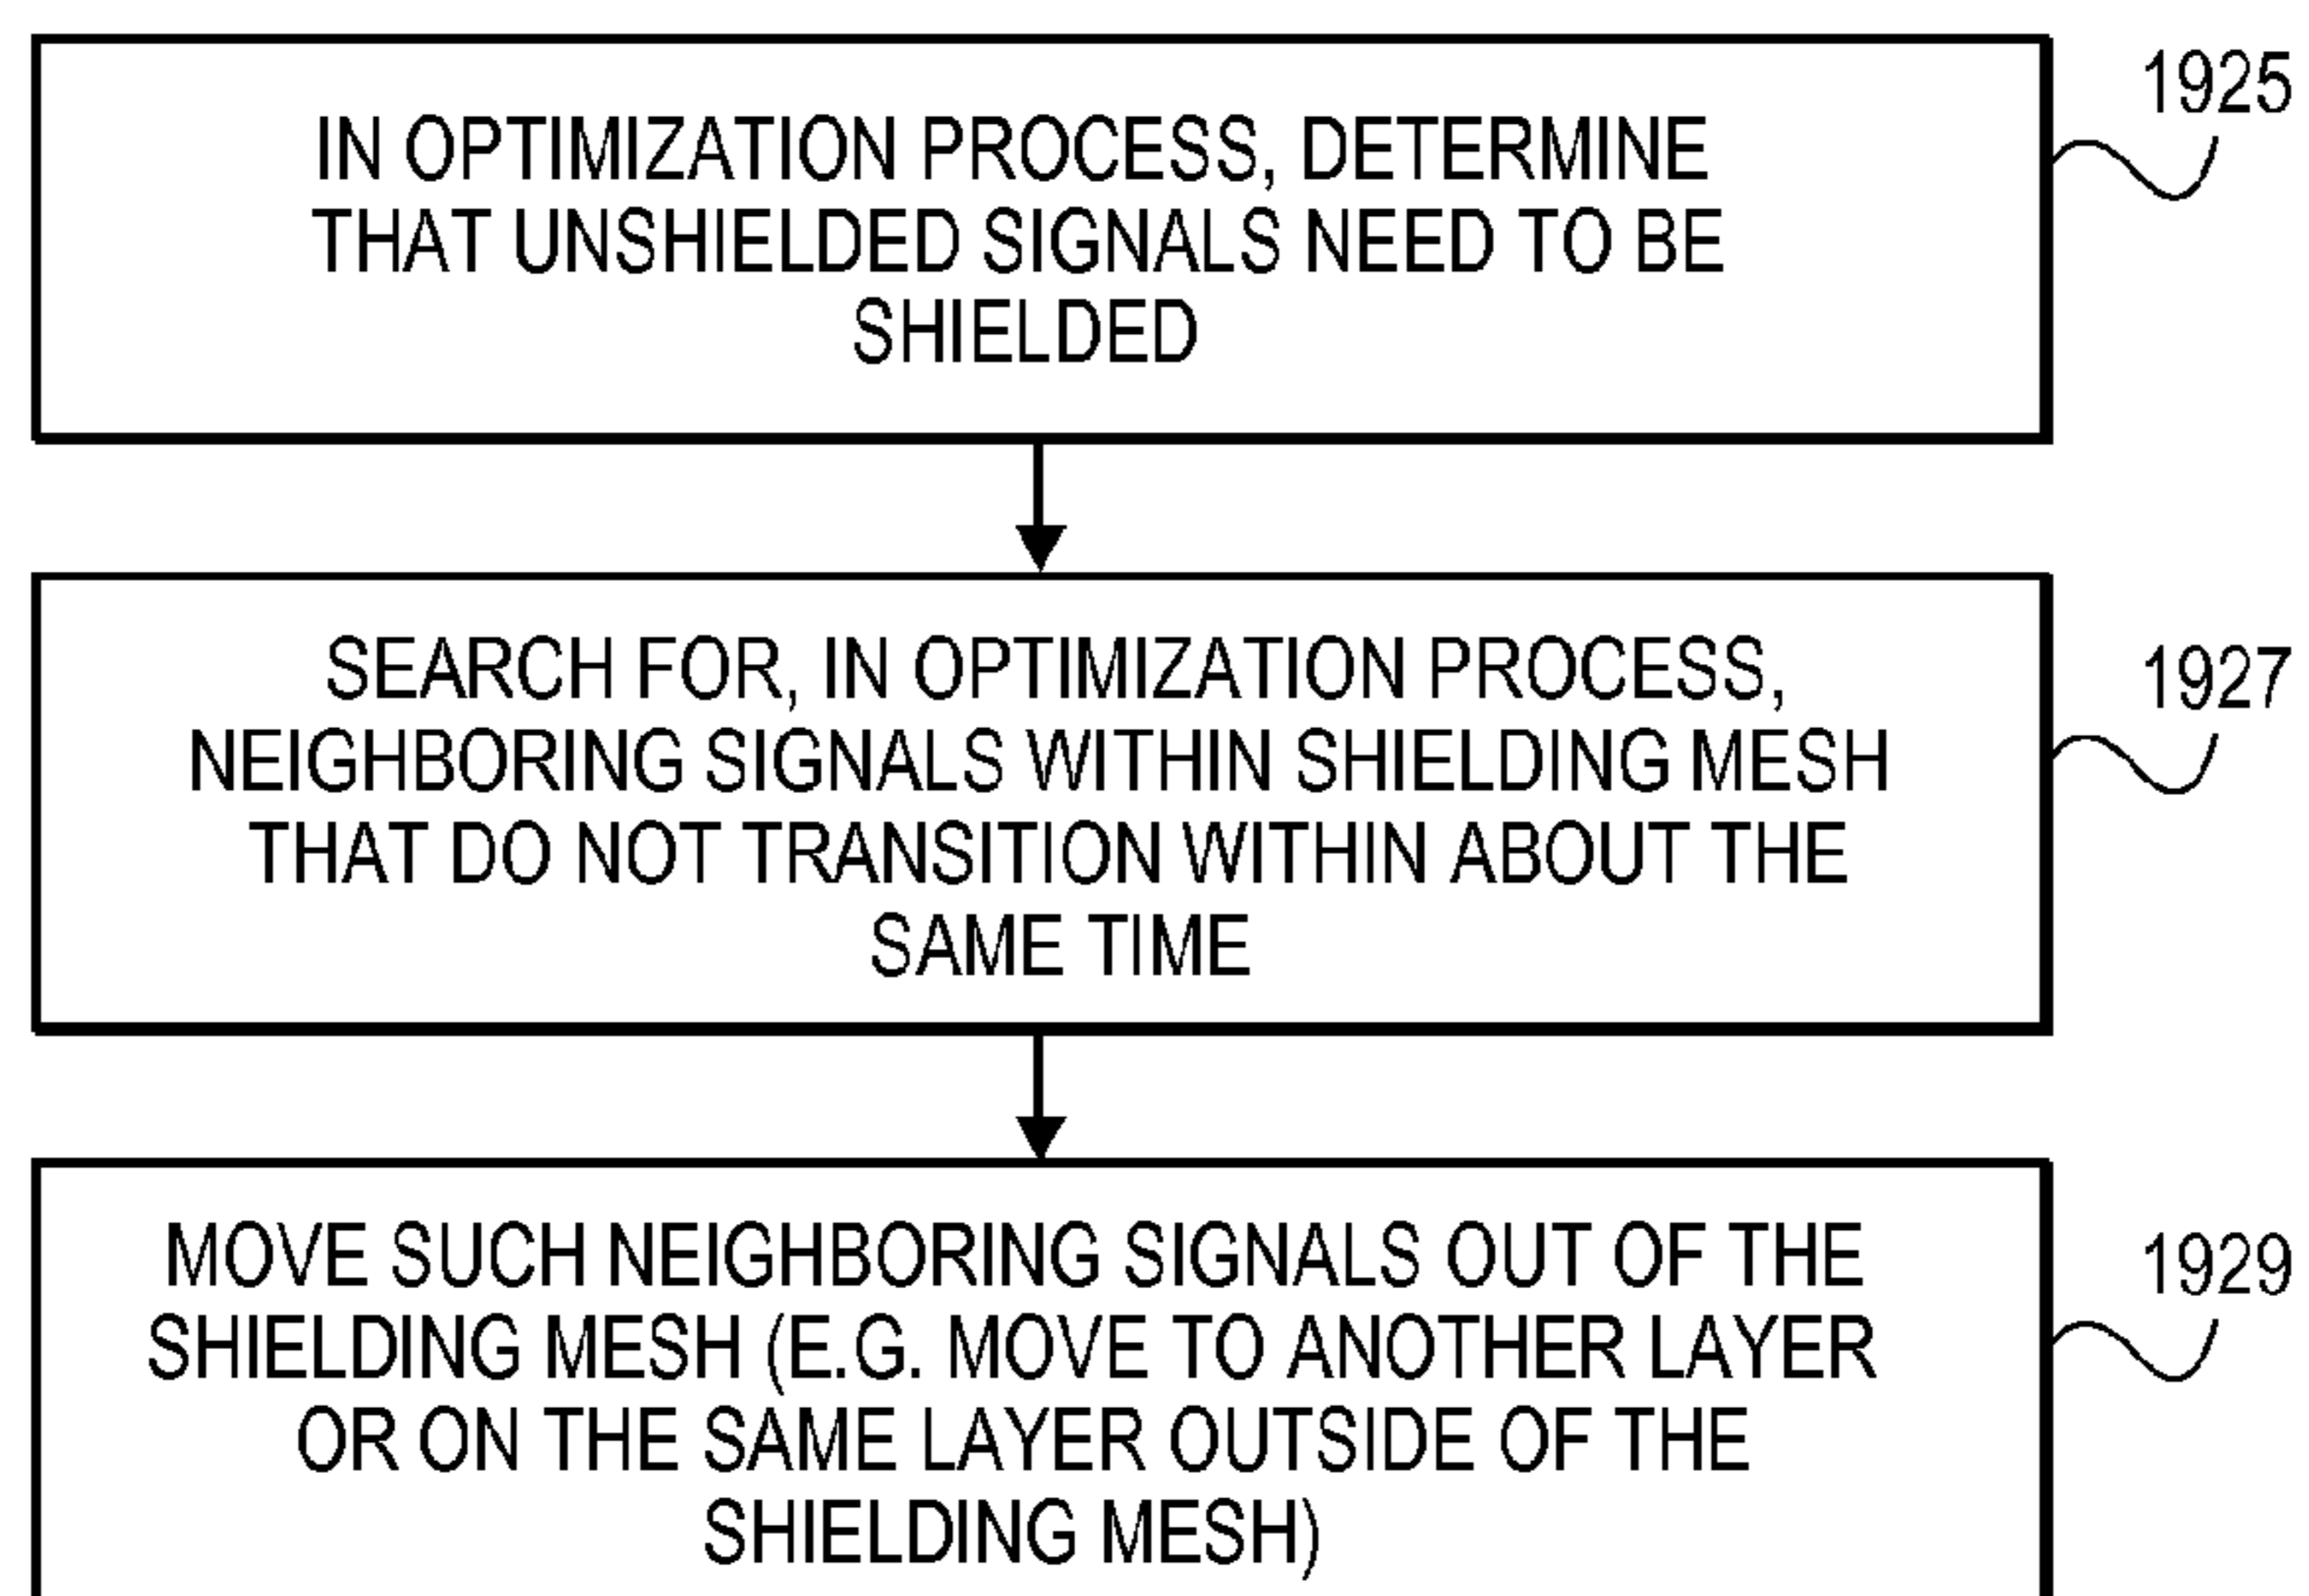 IN OPTIMIZATION PROCESS, DETERMINE
THAT UNSHIELDED SIGNALS NEED TO BE
SHIELDED
1925
SEARCH FOR, IN OPTIMIZATION PROCESS,
NEIGHBORING SIGNALS WITHIN SHIELDING MESH
THAT DO NOT TRANSITION WITHIN ABOUT THE
SAME TIME
1927
MOVE SUCH NEIGHBORING SIGNALS OUT OF THE
SHIELDING MESH (E.G. MOVE TO ANOTHER LAYER
OR ON THE SAME LAYER OUTSIDE OF THE
SHIELDING MESH)
1929